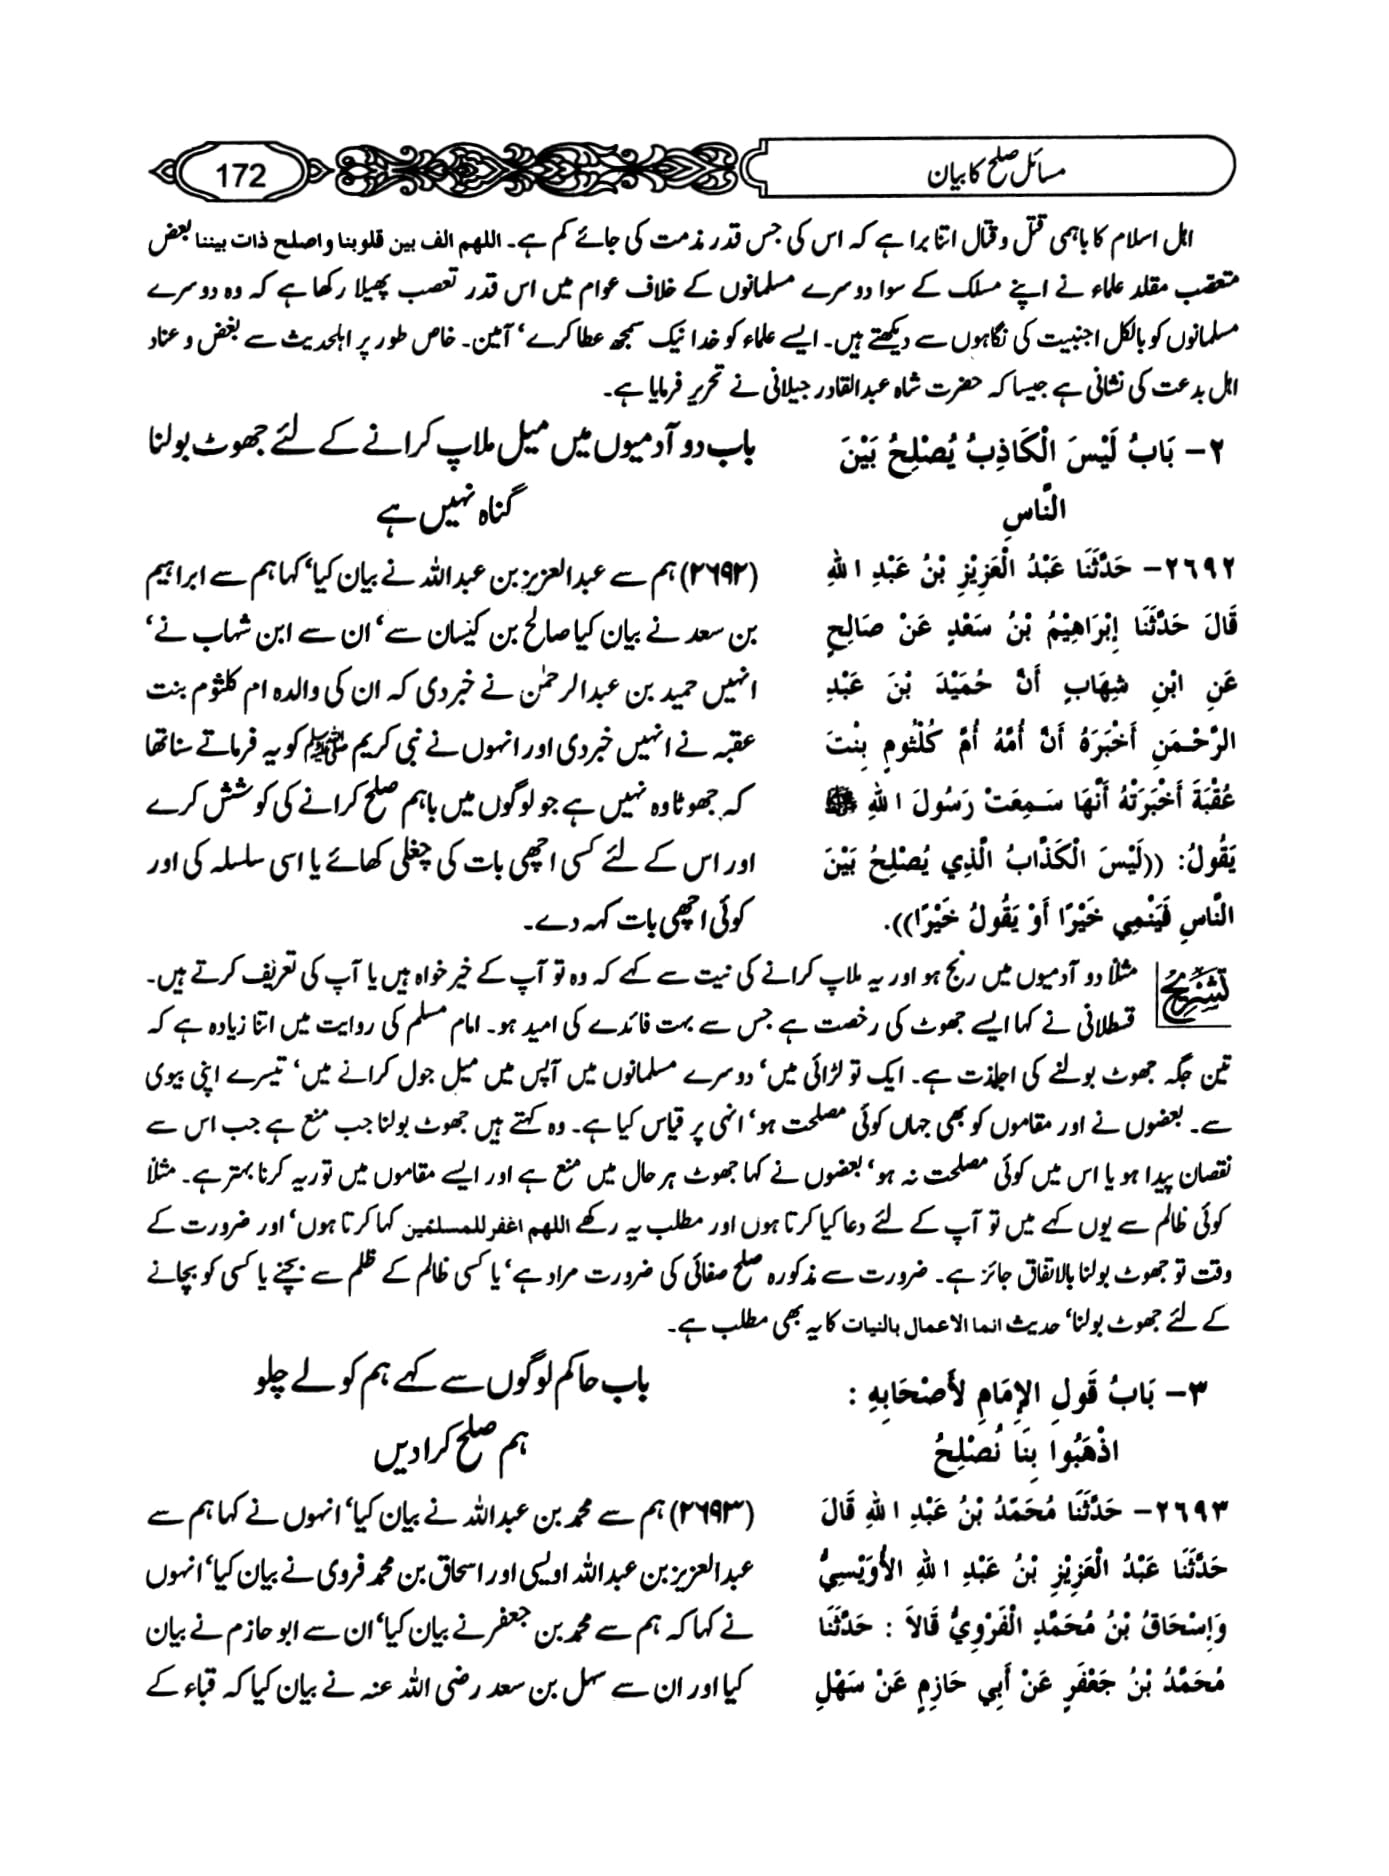 مسائل صلح کا بیان
172
اہل اسلام کا باہمی قتل و قتال اتنا برا ہے کہ اس کی جس قدر مذمت کی جائے کم ہے۔ اللهم الف بين قلوبنا واصلح ذات بيننا بعض
متعصب مقلد علماء نے اپنے مسلک کے سوا دوسرے مسلمانوں کے خلاف عوام میں اس قدر تعصب پھیلا رکھا ہے کہ وہ دوسرے
مسلمانوں کو بالکل اجنبیت کی نگاہوں سے دیکھتے ہیں۔ ایسے علماء کو خدا نیک سمجھ عطا کرے‘ آمین۔ خاص طور پر اہلحدیث سے بغض و عناد
اہل بدعت کی نشانی ہے جیسا کہ حضرت شاہ عبدالقادر جیلانی نے تحریر فرمایا ہے۔
٢- بَابُ لَيْسَ الْكَاذِبُ يُصْلِحُ بَيْنَ
النَّاسِ
٢٦٩٢- حَدَّثَنَا عَبْدُ الْعَزِيْزِ بْنُ عَبْدِ اللهِ
قَالَ حَدَّثَنَا إِبْرَاهِيْمُ بْنُ سَعْدٍ عَنْ صَالِحٍ
عَنِ ابْنِ شِهَابٍ أَنَّ حُمَيْدَ بْنَ عَبْدِ
الرَّحْمَنِ أَخْبَرَهُ أَنَّ أُمَّهُ أُمَّ كُلْثُومٍ بِنْتَ
عُقْبَةَ أَخْبَرَتْهُ أَنَّهَا سَمِعَتْ رَسُولَ اللهِ ﷺ
يَقُولُ: ((لَيْسَ الْكَذَّابُ الَّذِي يُصْلِحُ بَيْنَ
النَّاسِ فَيَنْمِي خَيْرًا أَوْ يَقُولُ خَيْرًا)).
باب دو آدمیوں میں میل ملاپ کرانے کے لئے جھوٹ بولنا
گناہ نہیں ہے
(۲۶۹۲) ہم سے عبدالعزیز بن عبداللہ نے بیان کیا‘ کہا ہم سے ابراہیم
بن سعد نے بیان کیا صالح بن کیسان سے‘ ان سے ابن شہاب نے‘
انہیں حمید بن عبدالرحمٰن نے خبر دی کہ ان کی والدہ ام کلثوم بنت
عقبہ نے انہیں خبر دی اور انہوں نے نبی کریم ﷺ کو یہ فرماتے سنا تھا
کہ جھوٹا وہ نہیں ہے جو لوگوں میں باہم صلح کرانے کی کوشش کرے
اور اس کے لئے کسی اچھی بات کی چغلی کھائے یا اسی سلسلہ کی اور
کوئی اچھی بات کہہ دے۔
تشریح
مثلاً دو آدمیوں میں رنج ہو اور یہ ملاپ کرانے کی نیت سے کہے کہ وہ تو آپ کے خیر خواہ ہیں یا آپ کی تعریف کرتے ہیں۔
قسطلانی نے کہا ایسے جھوٹ کی رخصت ہے جس سے بہت فائدے کی امید ہو۔ امام مسلم کی روایت میں اتنا زیادہ ہے کہ
تین جگہ جھوٹ بولنے کی اجازت ہے۔ ایک تو لڑائی میں‘ دوسرے مسلمانوں میں آپس میں میل جول کرانے میں‘ تیسرے اپنی بیوی
سے۔ بعضوں نے اور مقاموں کو بھی جہاں کوئی مصلحت ہو‘ انہی پر قیاس کیا ہے۔ وہ کہتے ہیں جھوٹ بولنا جب منع ہے جب اس سے
نقصان پیدا ہو یا اس میں کوئی مصلحت نہ ہو‘ بعضوں نے کہا جھوٹ ہر حال میں منع ہے اور ایسے مقاموں میں توریہ کرنا بہتر ہے۔ مثلاً
کوئی ظالم سے یوں کہے میں تو آپ کے لئے دعا کیا کرتا ہوں اور مطلب یہ رکھے اللهم اغفر للمسلمين کہا کرتا ہوں‘ اور ضرورت کے
وقت تو جھوٹ بولنا بالاتفاق جائز ہے۔ ضرورت سے مذکورہ صلح صفائی کی ضرورت مراد ہے‘ یا کسی ظالم کے ظلم سے بچنے یا کسی کو بچانے
کے لئے جھوٹ بولنا‘ حدیث انما الاعمال بالنيات کا یہ بھی مطلب ہے۔
٣- بَابُ قَولِ الإِمَامِ لأَصْحَابِهِ :
اذْهَبُوا بِنَا نُصْلِحُ
٢٦٩٣- حَدَّثَنَا مُحَمَّدُ بْنُ عَبْدِ اللهِ قَالَ
حَدَّثَنَا عَبْدُ الْعَزِيْزِ بْنُ عَبْدِ اللهِ الأُوَيْسِيُّ
وَإِسْحَاقُ بْنُ مُحَمَّدٍ الْفَرْوِيُّ قَالاَ : حَدَّثَنَا
مُحَمَّدُ بْنُ جَعْفَرٍ عَنْ أَبِي حَازِمٍ عَنْ سَهْلِ
باب حاکم لوگوں سے کہے ہم کو لے چلو
ہم صلح کرا دیں
(۲۶۹۳) ہم سے محمد بن عبداللہ نے بیان کیا‘ انہوں نے کہا ہم سے
عبدالعزیز بن عبداللہ اویسی اور اسحاق بن محمد فروی نے بیان کیا‘ انہوں
نے کہا کہ ہم سے محمد بن جعفر نے بیان کیا‘ ان سے ابو حازم نے بیان
کیا اور ان سے سہل بن سعد رضی اللہ عنہ نے بیان کیا کہ قباء کے